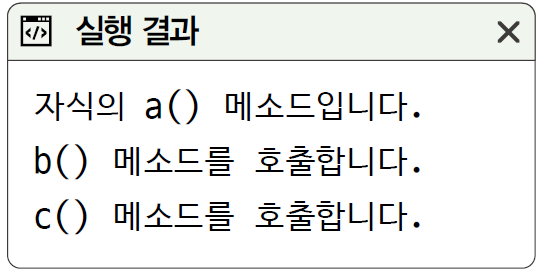 실행 결과
자식의 a() 메소드입니다.
b() 메소드를 호출합니다.
c() 메소드를 호출합니다.